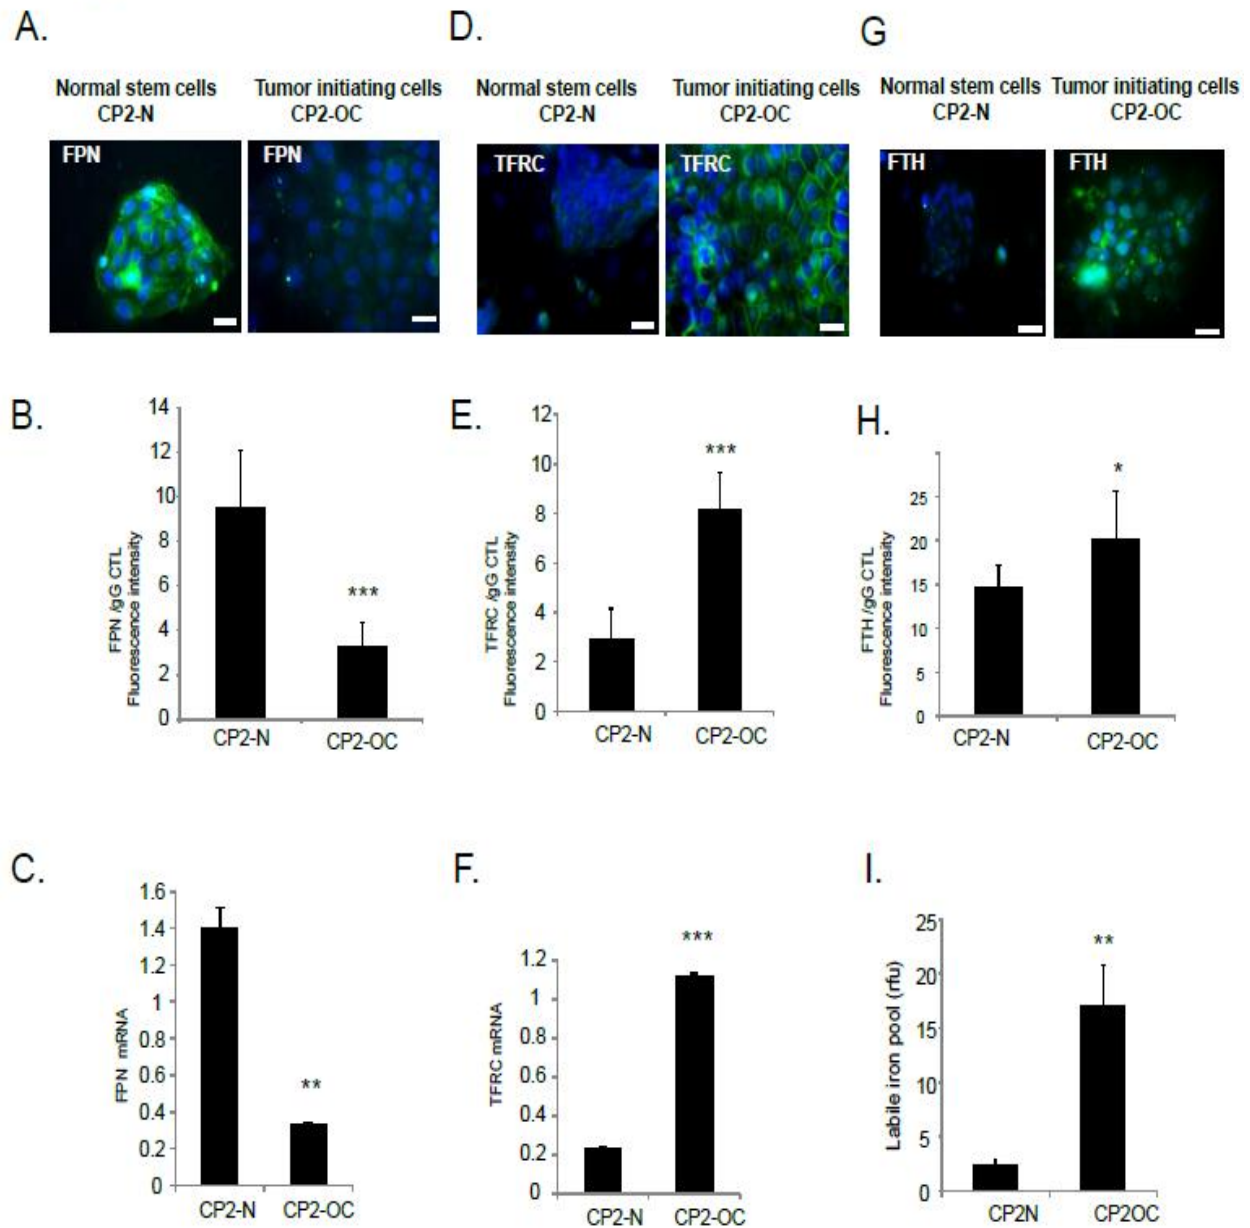 A.
D.
G
Normal stem cells
CP2-N
Tumor initiating cells
CP2-OC
Normal stem cells
CP2-N
Tumor initiating cells
CP2-OC
Normal stem cells
CP2-N
Tumor initiating cells
CP2-OC
FPN
FPN
TFRC
TFRC
FTH
FTH
B.
FPN /gG CTL
Fluorescence intensity
14
12
10
8
6
4
2
0
***
CP2-N
CP2-OC
E.
TFRC /gG CTL
Fluorescence intensity
12
10
8
6
4
2
0
***
CP2-N
CP2-OC
H.
FTH /gG CTL
Fluorescence intensity
25
20
15
10
5
0
*
CP2-N
CP2-OC
C.
FPN mRNA
1.6
1.4
1.2
1
0.8
0.6
0.4
0.2
0
**
CP2-N
CP2-OC
F.
TFRC mRNA
1.2
1
0.8
0.6
0.4
0.2
0
***
CP2-N
CP2-OC
I.
Labile iron pool (rfu)
25
20
15
10
5
0
**
CP2N
CP2OC